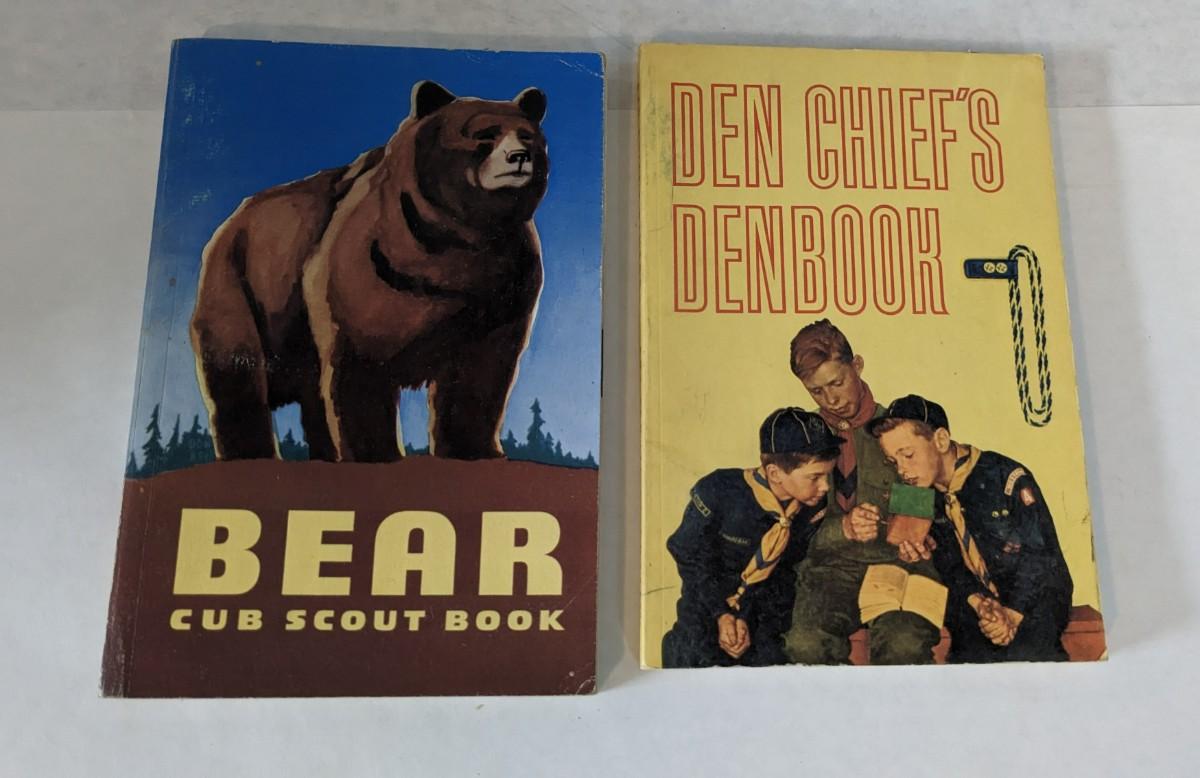 BEAR
CUB SCOUT BOOK
DEN CHIEF'S
DENBOOK